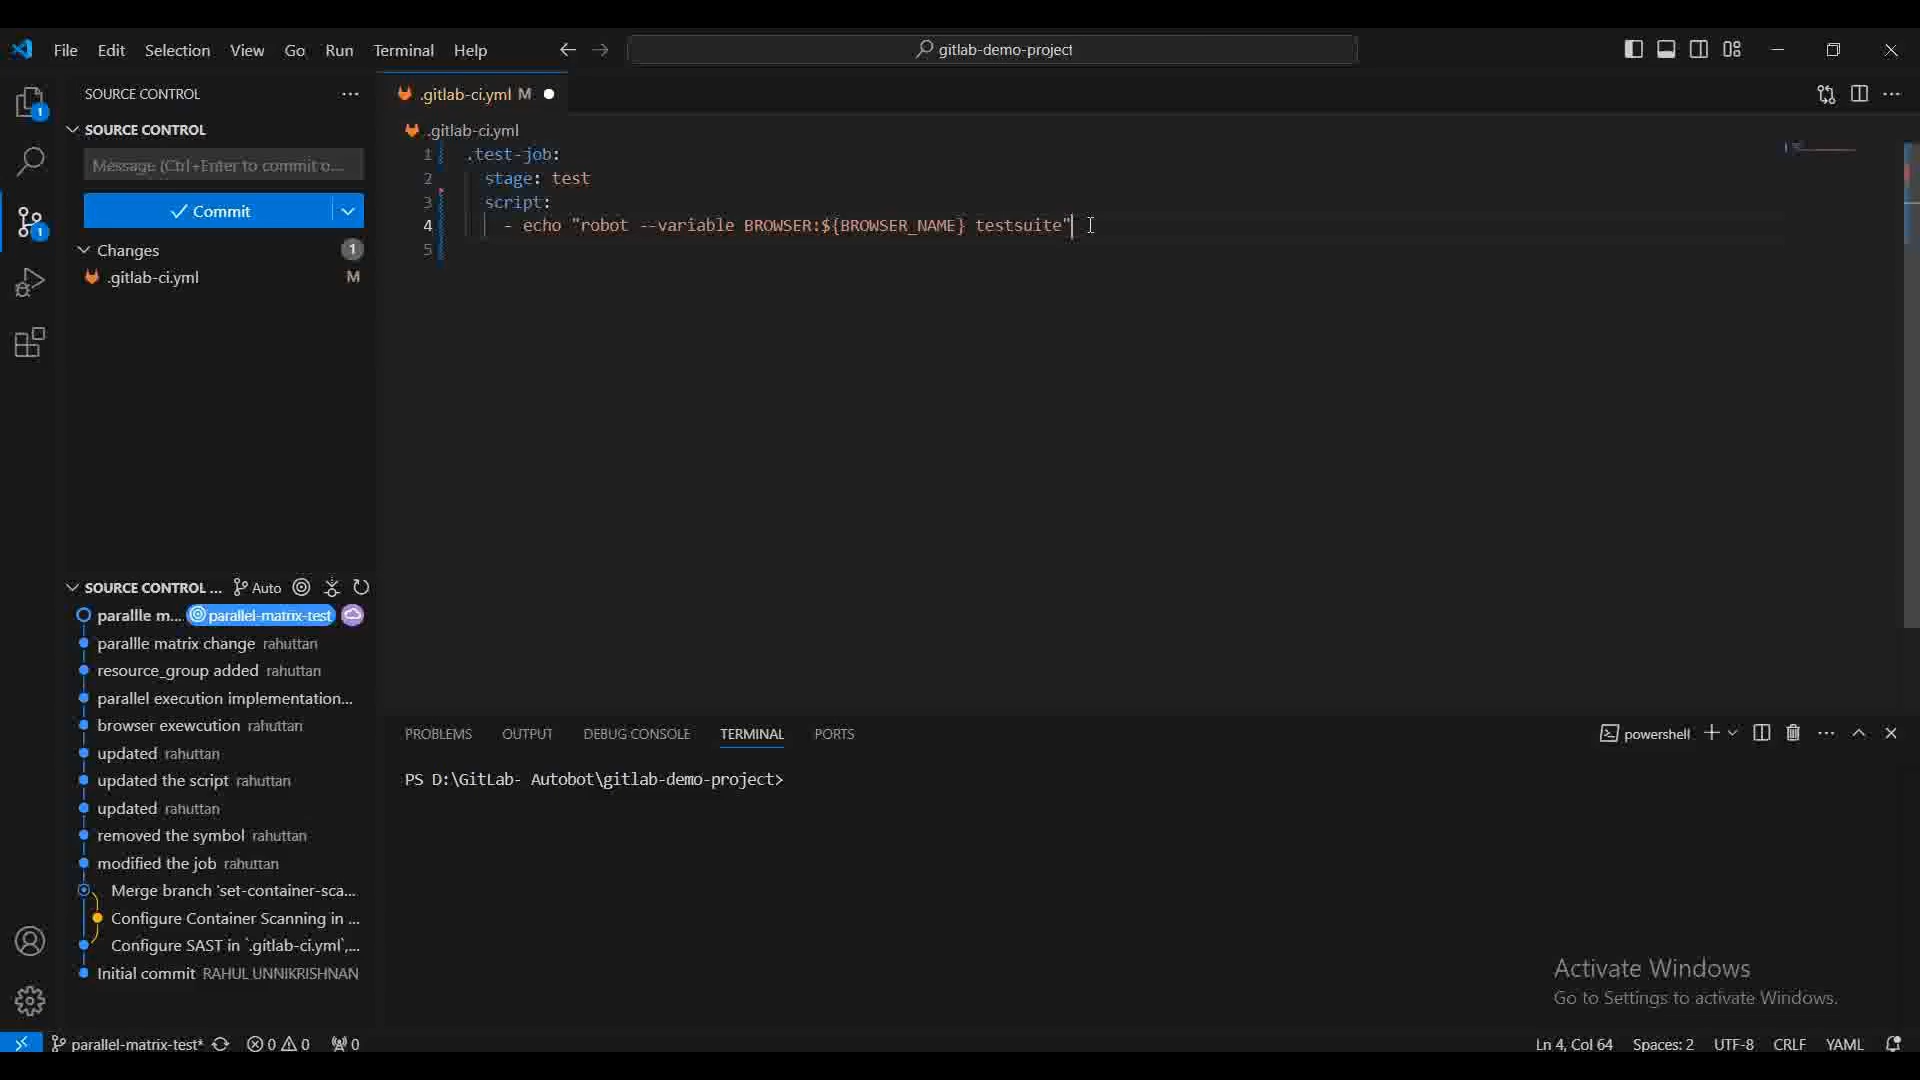 File Edit Selection View Go Run Terminal Help
gitlab-demo-project
SOURCE CONTROL
SOURCE CONTROL
Message (Ctrl+Enter to commit o...
Commit
Changes 1
.gitlab-ci.yml M
1
1
.gitlab-ci.yml M
.gitlab-ci.yml
1 .test-job:
2 stage: test
3 script:
4 - echo "robot --variable BROWSER:${BROWSER_NAME} testsuite"
5
SOURCE CONTROL ... Auto
parallle m... parallel-matrix-test
parallle matrix change rahuttan
resource_group added rahuttan
parallel execution implementation...
browser exewcution rahuttan
updated rahuttan
updated the script rahuttan
updated rahuttan
removed the symbol rahuttan
modified the job rahuttan
Merge branch 'set-container-sca...
Configure Container Scanning in ...
Configure SAST in `.gitlab-ci.yml`,...
Initial commit RAHUL UNNIKRISHNAN
PROBLEMS OUTPUT DEBUG CONSOLE TERMINAL PORTS
powershell
PS D:\GitLab- Autobot\gitlab-demo-project>
Activate Windows
Go to Settings to activate Windows.
parallel-matrix-test* 0 0 0
Ln 4, Col 64 Spaces: 2 UTF-8 CRLF YAML